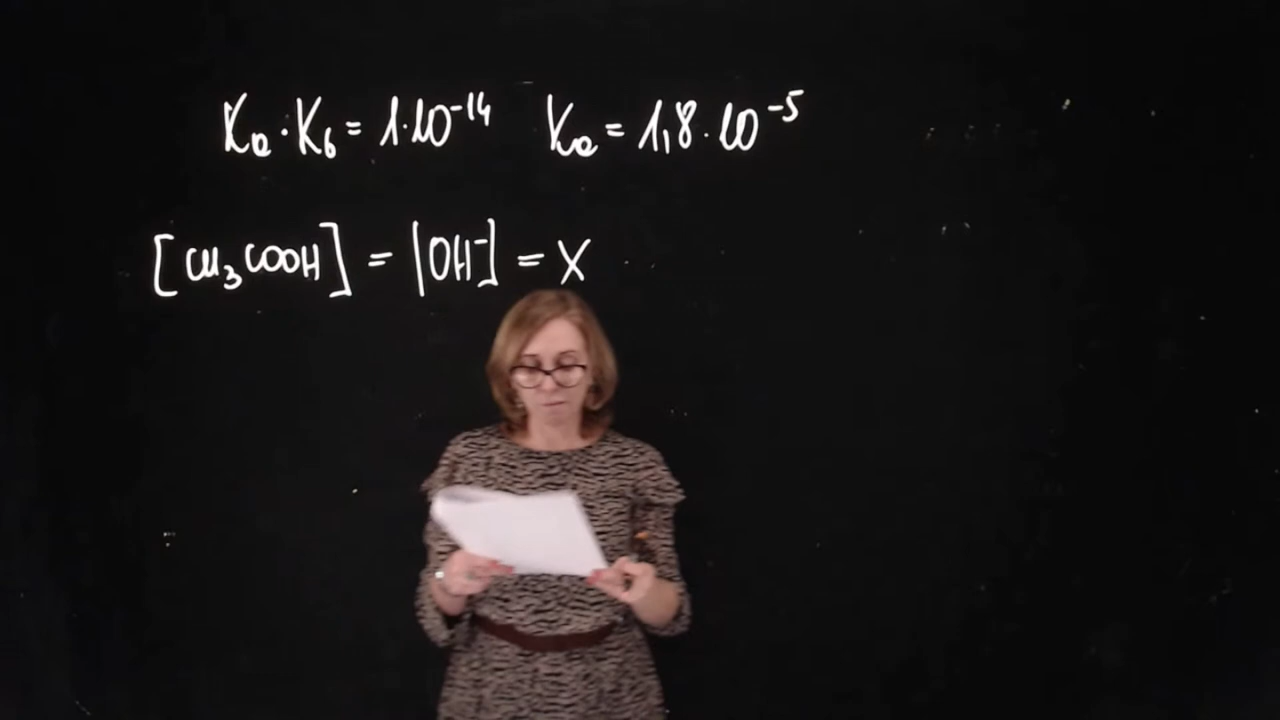 Ka · Kb = 1·10⁻¹⁴ Ka = 1,8 · 10⁻⁵
[CH₃COOH] = [OH⁻] = X